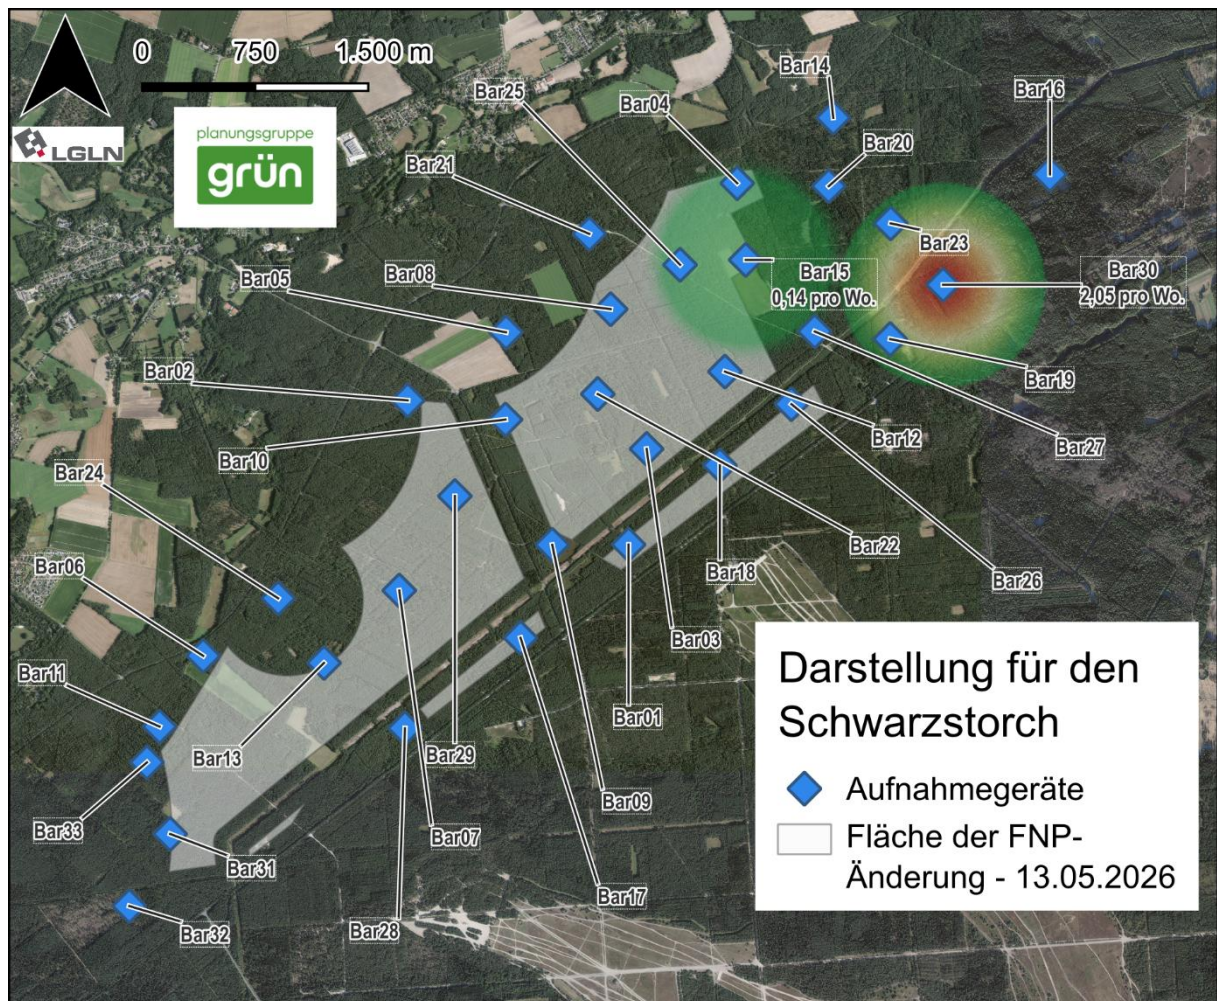 0 750 1.500 m
LGLN
planungsgruppe
grün
Bar14
Bar25
Bar04
Bar16
Bar20
Bar21
Bar23
Bar05
Bar08
Bar15
0,14 pro Wo.
Bar30
2,05 pro Wo.
Bar02
Bar19
Bar10
Bar12
Bar27
Bar24
Bar22
Bar06
Bar18
Bar26
Bar03
Bar11
Bar01
Bar13
Bar29
Bar09
Bar33
Bar07
Bar31
Bar17
Bar32
Bar28
Darstellung für den
Schwarzstorch
Aufnahmegeräte
Fläche der FNP-
Änderung - 13.05.2026